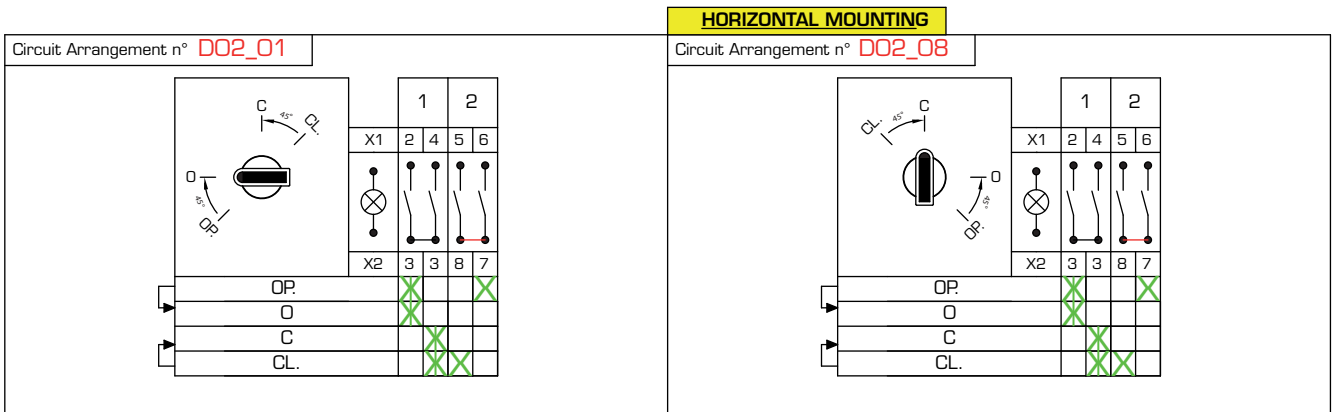 HORIZONTAL MOUNTING
Circuit Arrangement n° D02_01
C
45°
CL.
O
45°
OP.
1 2
X1 2 4 5 6
X2 3 3 8 7
OP.
O
C
CL.
Circuit Arrangement n° D02_08
C
45°
CL.
O
45°
OP.
1 2
X1 2 4 5 6
X2 3 3 8 7
OP.
O
C
CL.